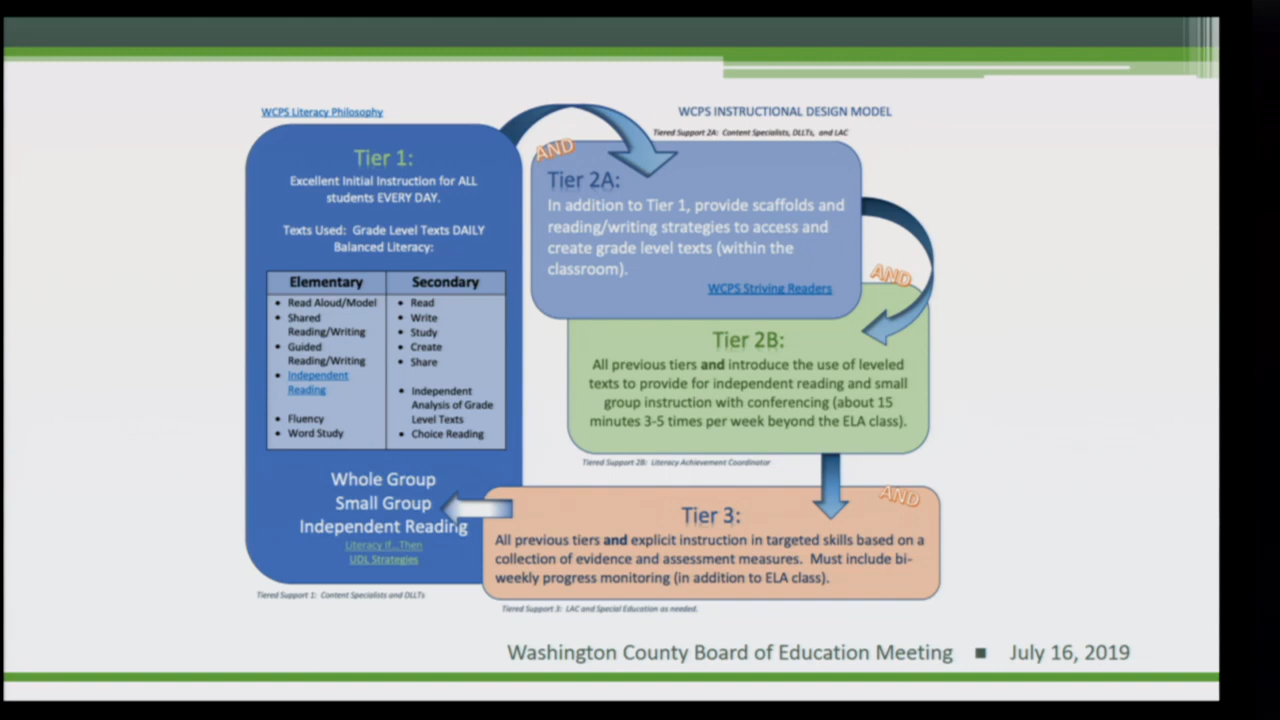 WCPS Literacy Philosophy
WCPS INSTRUCTIONAL DESIGN MODEL
Tiered Support 2A: Content Specialists, DLLTs, and LAC
Tier 1:
Excellent Initial Instruction for ALL
students EVERY DAY.
Texts Used: Grade Level Texts DAILY
Balanced Literacy:
Elementary
• Read Aloud/Model
• Shared
Reading/Writing
• Guided
Reading/Writing
• Independent
Reading
• Fluency
• Word Study
Secondary
• Read
• Write
• Study
• Create
• Share
• Independent
Analysis of Grade
Level Texts
• Choice Reading
Whole Group
Small Group
Independent Reading
Literacy If...Then
UDL Strategies
Tiered Support 1: Content Specialists and DLLTs
AND
Tier 2A:
In addition to Tier 1, provide scaffolds and
reading/writing strategies to access and
create grade level texts (within the
classroom).
WCPS Striving Readers
AND
Tier 2B:
All previous tiers and introduce the use of leveled
texts to provide for independent reading and small
group instruction with conferencing (about 15
minutes 3-5 times per week beyond the ELA class).
Tiered Support 2B: Literacy Achievement Coordinator
AND
Tier 3:
All previous tiers and explicit instruction in targeted skills based on a
collection of evidence and assessment measures. Must include bi-
weekly progress monitoring (in addition to ELA class).
Tiered Support 3: LAC and Special Education as needed.
Washington County Board of Education Meeting ■ July 16, 2019